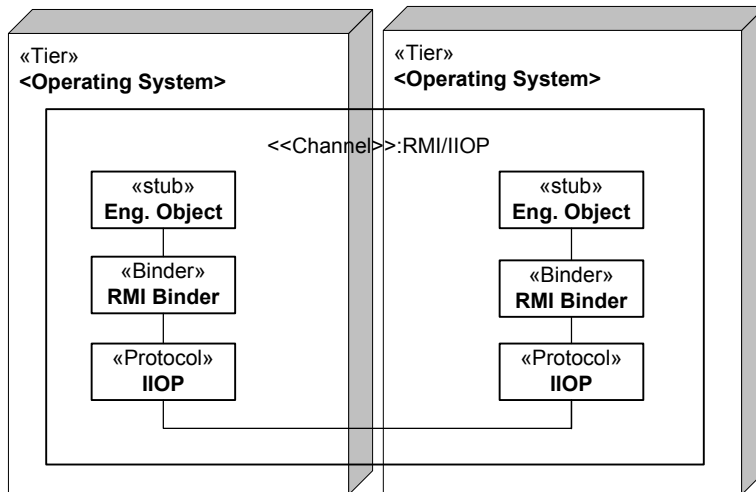 «Tier»
<Operating System>
«Tier»
<Operating System>
<<Channel>>:RMI/IIOP
«stub»
Eng. Object
«Binder»
RMI Binder
«Protocol»
IIOP
«stub»
Eng. Object
«Binder»
RMI Binder
«Protocol»
IIOP